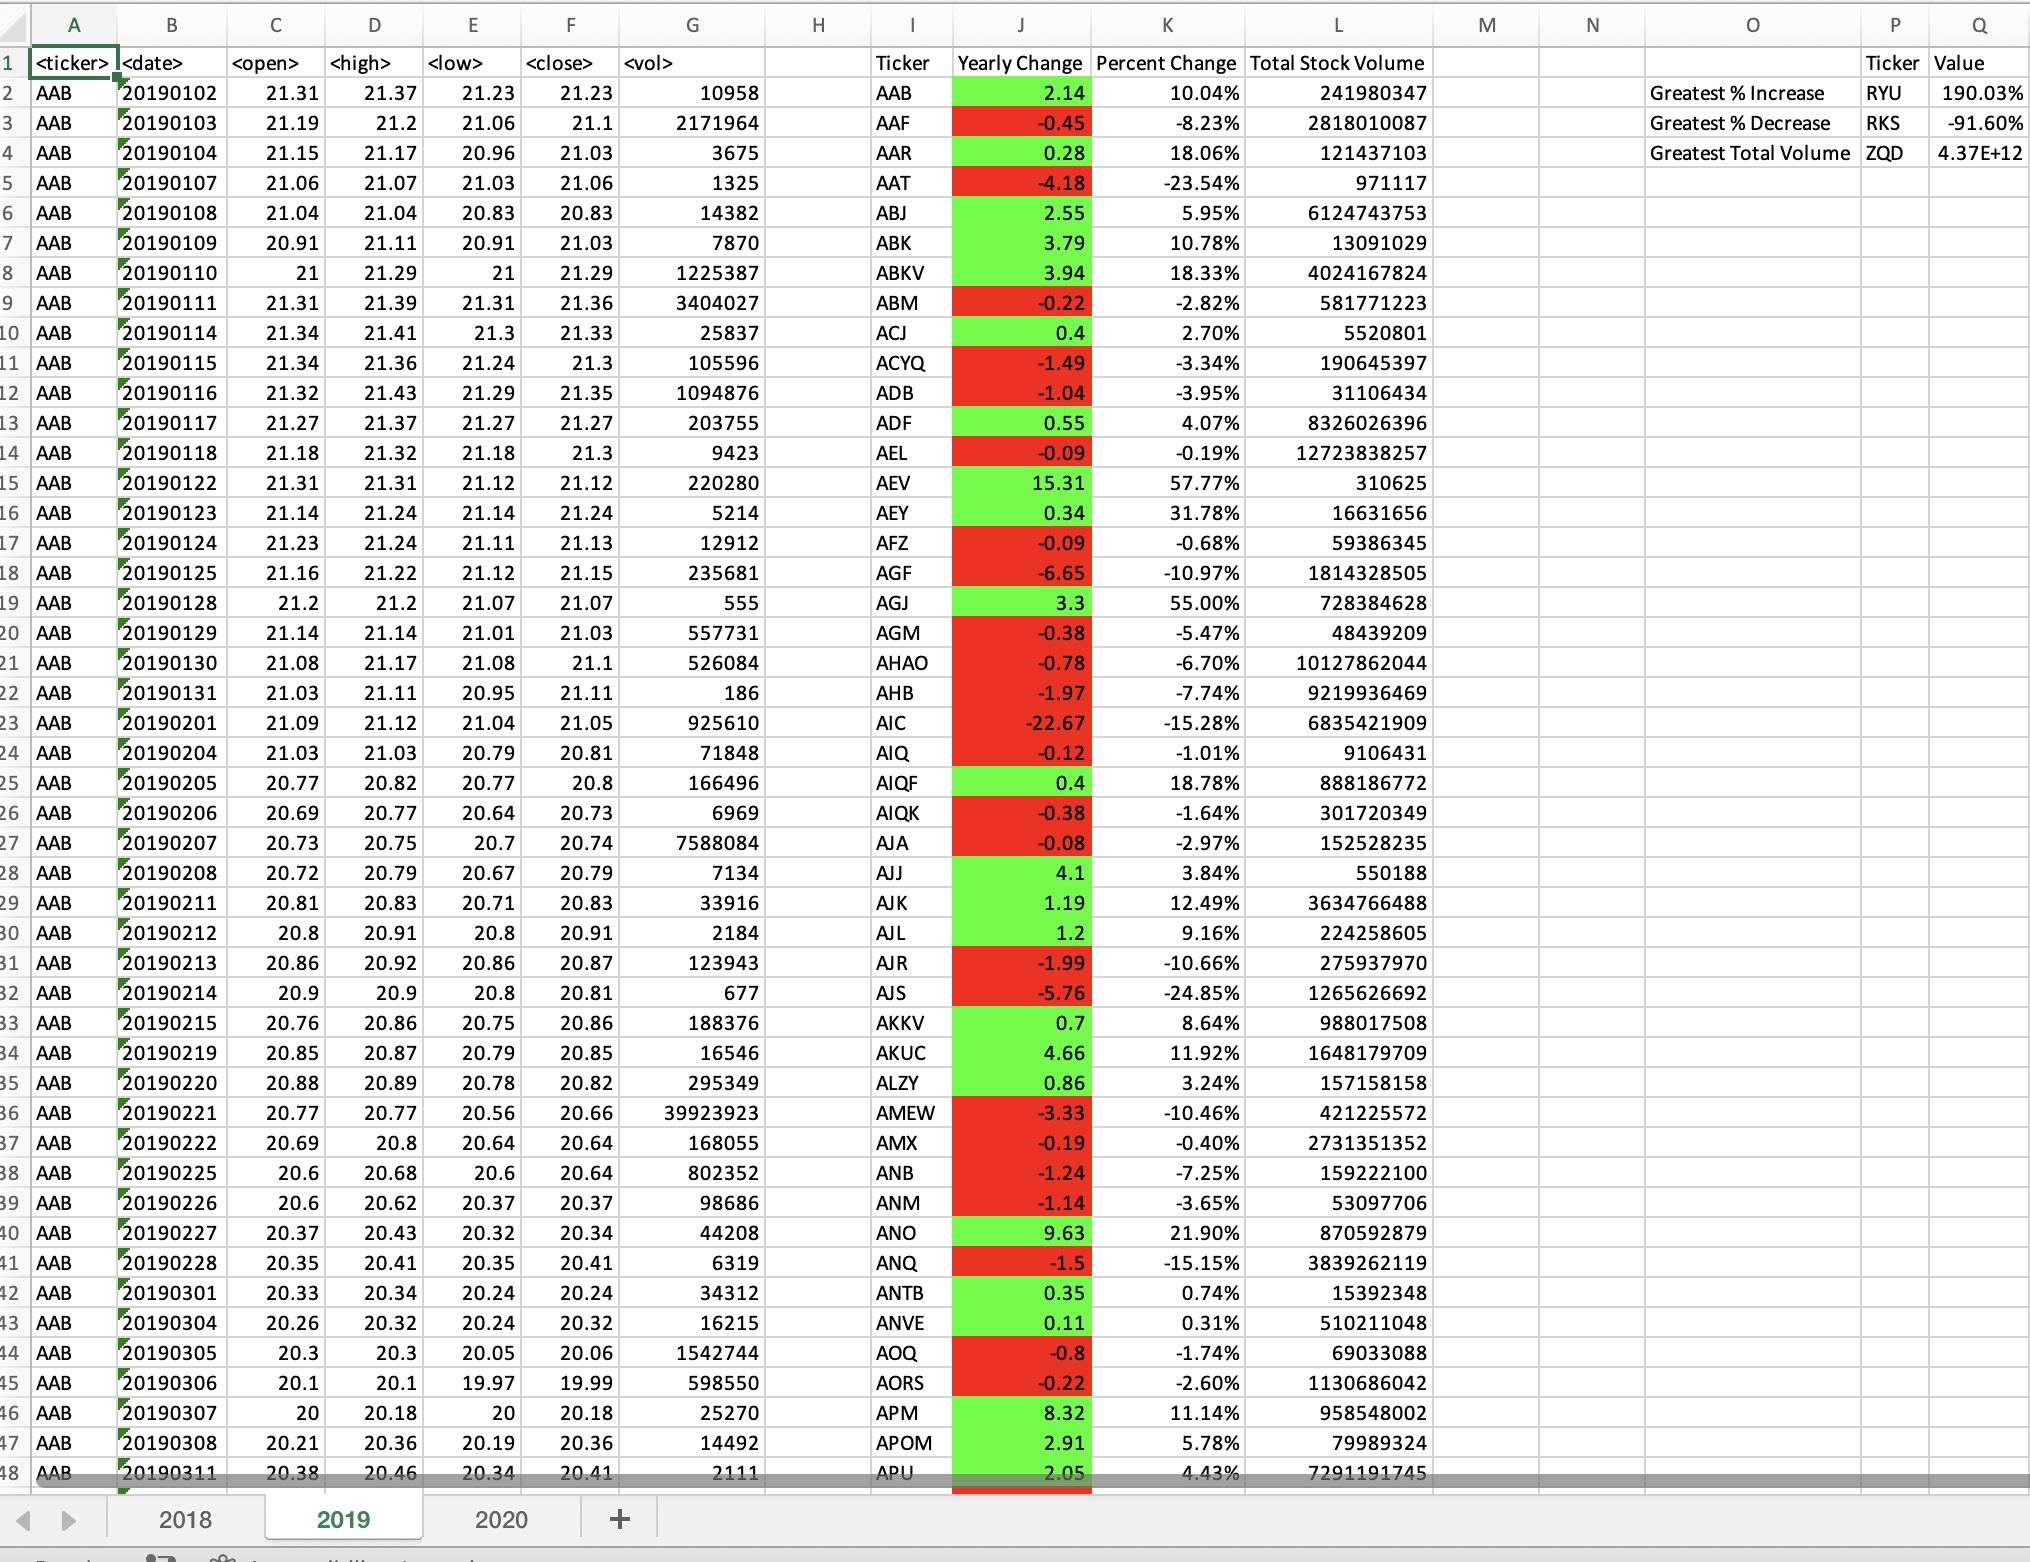 A B C D E F G H I J K L M N O P Q
1 <ticker> <date> <open> <high> <low> <close> <vol> Ticker Yearly Change Percent Change Total Stock Volume Ticker Value
2 AAB 20190102 21.31 21.37 21.23 21.23 10958 AAB 2.14 10.04% 241980347 Greatest % Increase RYU 190.03%
3 AAB 20190103 21.19 21.2 21.06 21.1 2171964 AAF -0.45 -8.23% 2818010087 Greatest % Decrease RKS -91.60%
4 AAB 20190104 21.15 21.17 20.96 21.03 3675 AAR 0.28 18.06% 121437103 Greatest Total Volume ZQD 4.37E+12
5 AAB 20190107 21.06 21.07 21.03 21.06 1325 AAT -4.18 -23.54% 971117
6 AAB 20190108 21.04 21.04 20.83 20.83 14382 ABJ 2.55 5.95% 6124743753
7 AAB 20190109 20.91 21.11 20.91 21.03 7870 ABK 3.79 10.78% 13091029
8 AAB 20190110 21 21.29 21 21.29 1225387 ABKV 3.94 18.33% 4024167824
9 AAB 20190111 21.31 21.39 21.31 21.36 3404027 ABM -0.22 -2.82% 581771223
10 AAB 20190114 21.34 21.41 21.3 21.33 25837 ACJ 0.4 2.70% 5520801
11 AAB 20190115 21.34 21.36 21.24 21.3 105596 ACYQ -1.49 -3.34% 190645397
12 AAB 20190116 21.32 21.43 21.29 21.35 1094876 ADB -1.04 -3.95% 31106434
13 AAB 20190117 21.27 21.37 21.27 21.27 203755 ADF 0.55 4.07% 8326026396
14 AAB 20190118 21.18 21.32 21.18 21.3 9423 AEL -0.09 -0.19% 12723838257
15 AAB 20190122 21.31 21.31 21.12 21.12 220280 AEV 15.31 57.77% 310625
16 AAB 20190123 21.14 21.24 21.14 21.24 5214 AEY 0.34 31.78% 16631656
17 AAB 20190124 21.23 21.24 21.11 21.13 12912 AFZ -0.09 -0.68% 59386345
18 AAB 20190125 21.16 21.22 21.12 21.15 235681 AGF -6.65 -10.97% 1814328505
19 AAB 20190128 21.2 21.2 21.07 21.07 555 AGJ 3.3 55.00% 728384628
20 AAB 20190129 21.14 21.14 21.01 21.03 557731 AGM -0.38 -5.47% 48439209
21 AAB 20190130 21.08 21.17 21.08 21.1 526084 AHAO -0.78 -6.70% 10127862044
22 AAB 20190131 21.03 21.11 20.95 21.11 186 AHB -1.97 -7.74% 9219936469
23 AAB 20190201 21.09 21.12 21.04 21.05 925610 AIC -22.67 -15.28% 6835421909
24 AAB 20190204 21.03 21.03 20.79 20.81 71848 AIQ -0.12 -1.01% 9106431
25 AAB 20190205 20.77 20.82 20.77 20.8 166496 AIQF 0.4 18.78% 888186772
26 AAB 20190206 20.69 20.77 20.64 20.73 6969 AIQK -0.38 -1.64% 301720349
27 AAB 20190207 20.73 20.75 20.7 20.74 7588084 AJA -0.08 -2.97% 152528235
28 AAB 20190208 20.72 20.79 20.67 20.79 7134 AJJ 4.1 3.84% 550188
29 AAB 20190211 20.81 20.83 20.71 20.83 33916 AJK 1.19 12.49% 3634766488
30 AAB 20190212 20.8 20.91 20.8 20.91 2184 AJL 1.2 9.16% 224258605
31 AAB 20190213 20.86 20.92 20.86 20.87 123943 AJR -1.99 -10.66% 275937970
32 AAB 20190214 20.9 20.9 20.8 20.81 677 AJS -5.76 -24.85% 1265626692
33 AAB 20190215 20.76 20.86 20.75 20.86 188376 AKKV 0.7 8.64% 988017508
34 AAB 20190219 20.85 20.87 20.79 20.85 16546 AKUC 4.66 11.92% 1648179709
35 AAB 20190220 20.88 20.89 20.78 20.82 295349 ALZY 0.86 3.24% 157158158
36 AAB 20190221 20.77 20.77 20.56 20.66 39923923 AMEW -3.33 -10.46% 421225572
37 AAB 20190222 20.69 20.8 20.64 20.64 168055 AMX -0.19 -0.40% 2731351352
38 AAB 20190225 20.6 20.68 20.6 20.64 802352 ANB -1.24 -7.25% 159222100
39 AAB 20190226 20.6 20.62 20.37 20.37 98686 ANM -1.14 -3.65% 53097706
40 AAB 20190227 20.37 20.43 20.32 20.34 44208 ANO 9.63 21.90% 870592879
41 AAB 20190228 20.35 20.41 20.35 20.41 6319 ANQ -1.5 -15.15% 3839262119
42 AAB 20190301 20.33 20.34 20.24 20.24 34312 ANTB 0.35 0.74% 15392348
43 AAB 20190304 20.26 20.32 20.24 20.32 16215 ANVE 0.11 0.31% 510211048
44 AAB 20190305 20.3 20.3 20.05 20.06 1542744 AOQ -0.8 -1.74% 69033088
45 AAB 20190306 20.1 20.1 19.97 19.99 598550 AORS -0.22 -2.60% 1130686042
46 AAB 20190307 20 20.18 20 20.18 25270 APM 8.32 11.14% 958548002
47 AAB 20190308 20.21 20.36 20.19 20.36 14492 APOM 2.91 5.78% 79989324
48 AAB 20190311 20.38 20.46 20.34 20.41 2111 APU 2.05 4.43% 7291191745
2018 2019 2020 +